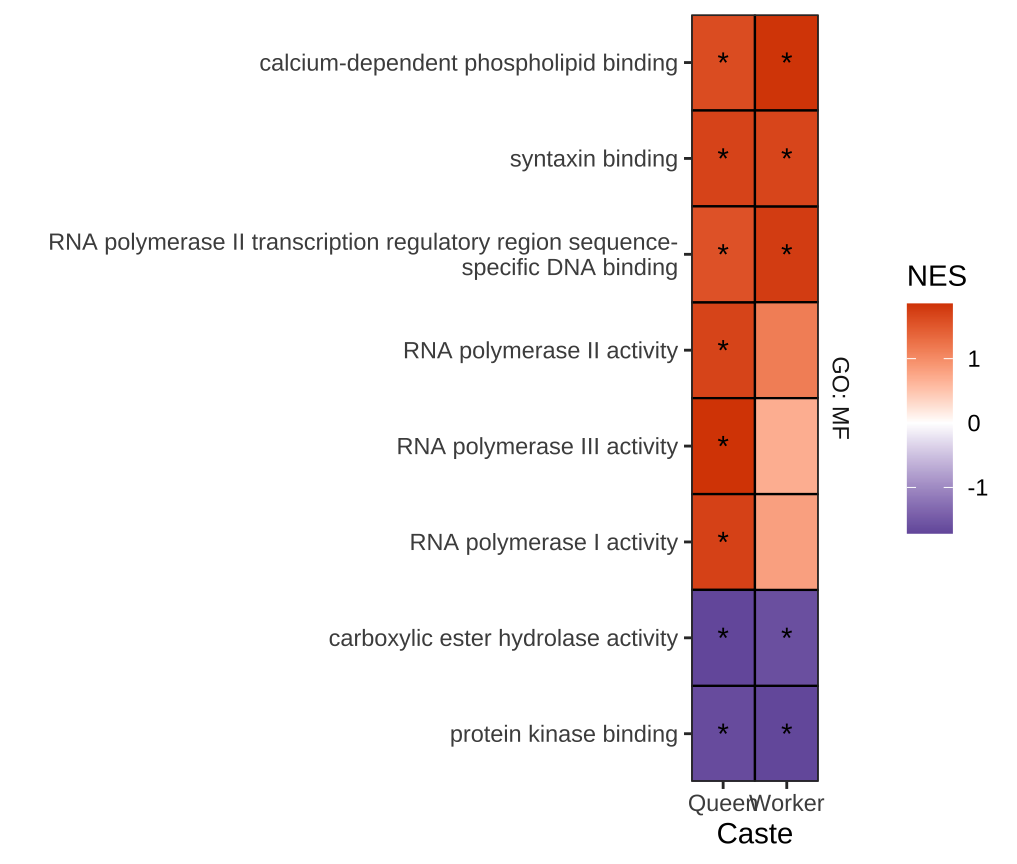 calcium-dependent phospholipid binding
* *
syntaxin binding
* *
RNA polymerase II transcription regulatory region sequence-
specific DNA binding
* *
RNA polymerase II activity
*
RNA polymerase III activity
*
RNA polymerase I activity
*
carboxylic ester hydrolase activity
* *
protein kinase binding
* *
Queen Worker
Caste
GO: MF
NES
1
0
-1